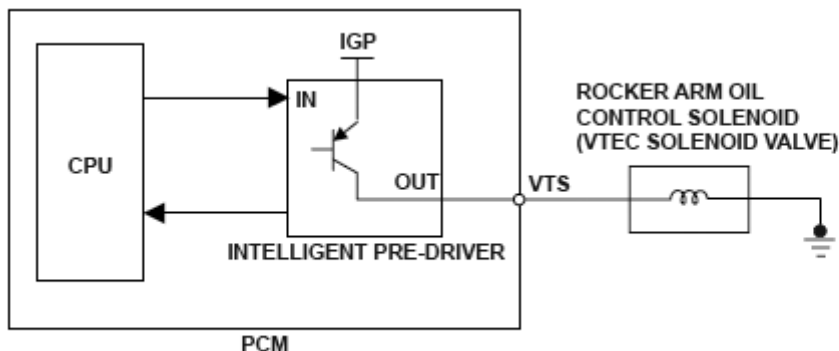 IGP
IN
CPU
OUT
INTELLIGENT PRE-DRIVER
PCM
VTS
ROCKER ARM OIL
CONTROL SOLENOID
(VTEC SOLENOID VALVE)